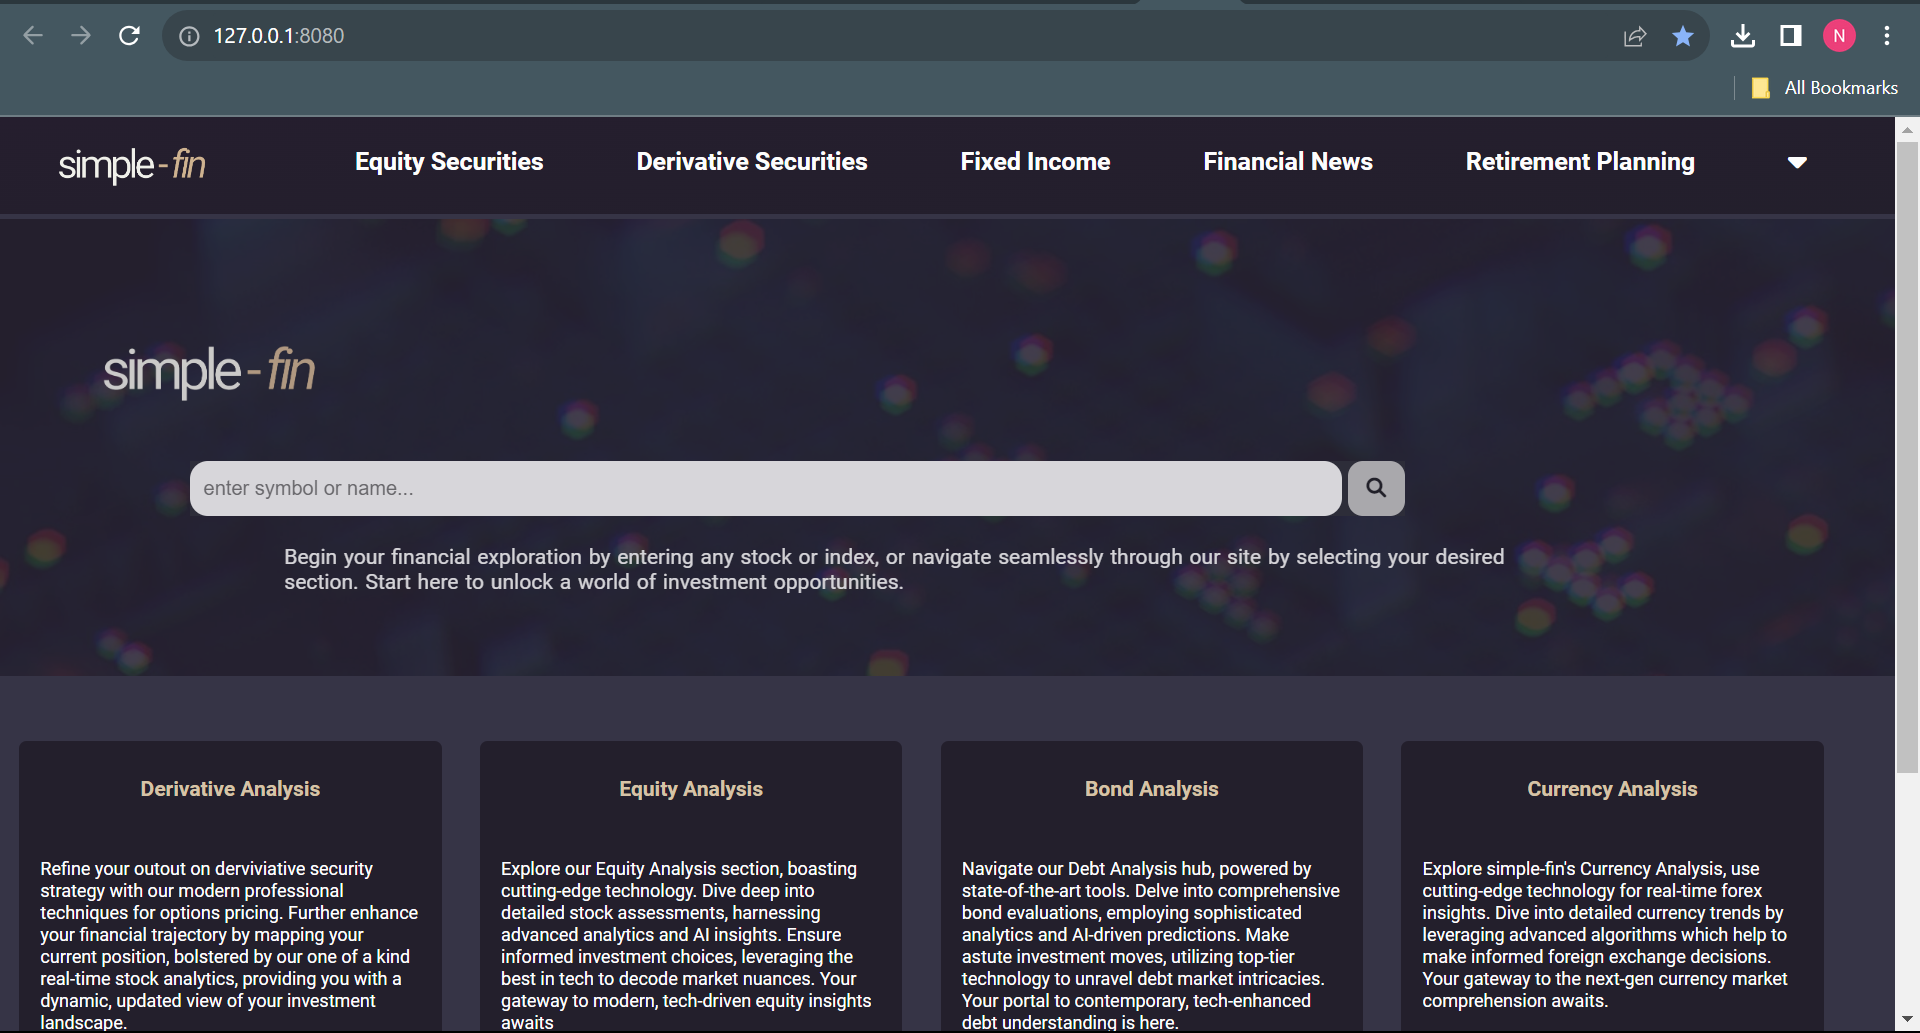 127.0.0.1:8080
N
All Bookmarks
simple-fin
Equity Securities
Derivative Securities
Fixed Income
Financial News
Retirement Planning
simple-fin
enter symbol or name...
Begin your financial exploration by entering any stock or index, or navigate seamlessly through our site by selecting your desired
section. Start here to unlock a world of investment opportunities.
Derivative Analysis
Refine your outout on derviviative security
strategy with our modern professional
techniques for options pricing. Further enhance
your financial trajectory by mapping your
current position, bolstered by our one of a kind
real-time stock analytics, providing you with a
dynamic, updated view of your investment
landscape.
Equity Analysis
Explore our Equity Analysis section, boasting
cutting-edge technology. Dive deep into
detailed stock assessments, harnessing
advanced analytics and AI insights. Ensure
informed investment choices, leveraging the
best in tech to decode market nuances. Your
gateway to modern, tech-driven equity insights
awaits
Bond Analysis
Navigate our Debt Analysis hub, powered by
state-of-the-art tools. Delve into comprehensive
bond evaluations, employing sophisticated
analytics and AI-driven predictions. Make
astute investment moves, utilizing top-tier
technology to unravel debt market intricacies.
Your portal to contemporary, tech-enhanced
debt understanding is here.
Currency Analysis
Explore simple-fin's Currency Analysis, use
cutting-edge technology for real-time forex
insights. Dive into detailed currency trends by
leveraging advanced algorithms which help to
make informed foreign exchange decisions.
Your gateway to the next-gen currency market
comprehension awaits.